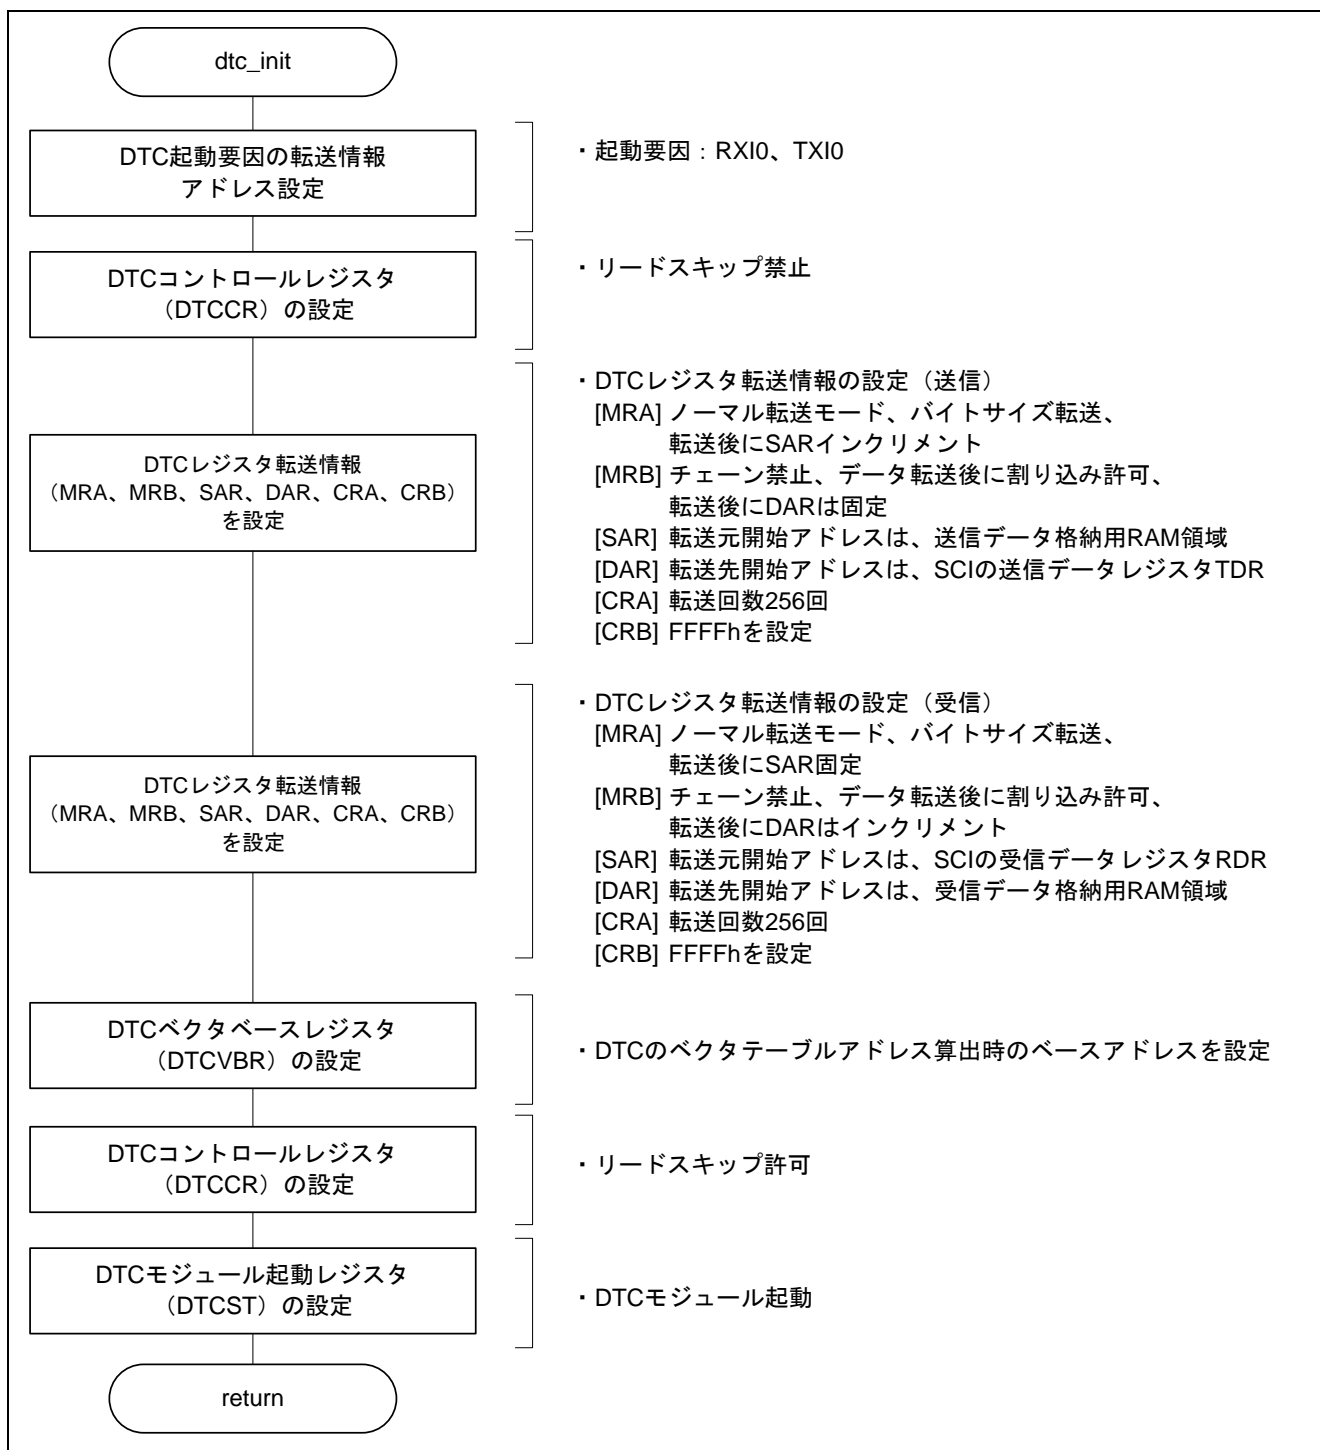 dtc_init
DTC起動要因の転送情報
アドレス設定
・起動要因：RXI0、TXI0
DTCコントロールレジスタ
（DTCCR）の設定
・リードスキップ禁止
DTCレジスタ転送情報
（MRA、MRB、SAR、DAR、CRA、CRB）
を設定
・DTCレジスタ転送情報の設定（送信）
[MRA] ノーマル転送モード、バイトサイズ転送、
転送後にSARインクリメント
[MRB] チェーン禁止、データ転送後に割り込み許可、
転送後にDARは固定
[SAR] 転送元開始アドレスは、送信データ格納用RAM領域
[DAR] 転送先開始アドレスは、SCIの送信データレジスタTDR
[CRA] 転送回数256回
[CRB] FFFFhを設定
DTCレジスタ転送情報
（MRA、MRB、SAR、DAR、CRA、CRB）
を設定
・DTCレジスタ転送情報の設定（受信）
[MRA] ノーマル転送モード、バイトサイズ転送、
転送後にSAR固定
[MRB] チェーン禁止、データ転送後に割り込み許可、
転送後にDARはインクリメント
[SAR] 転送元開始アドレスは、SCIの受信データレジスタRDR
[DAR] 転送先開始アドレスは、受信データ格納用RAM領域
[CRA] 転送回数256回
[CRB] FFFFhを設定
DTCベクタベースレジスタ
（DTCVBR）の設定
・DTCのベクタテーブルアドレス算出時のベースアドレスを設定
DTCコントロールレジスタ
（DTCCR）の設定
・リードスキップ許可
DTCモジュール起動レジスタ
（DTCST）の設定
・DTCモジュール起動
return